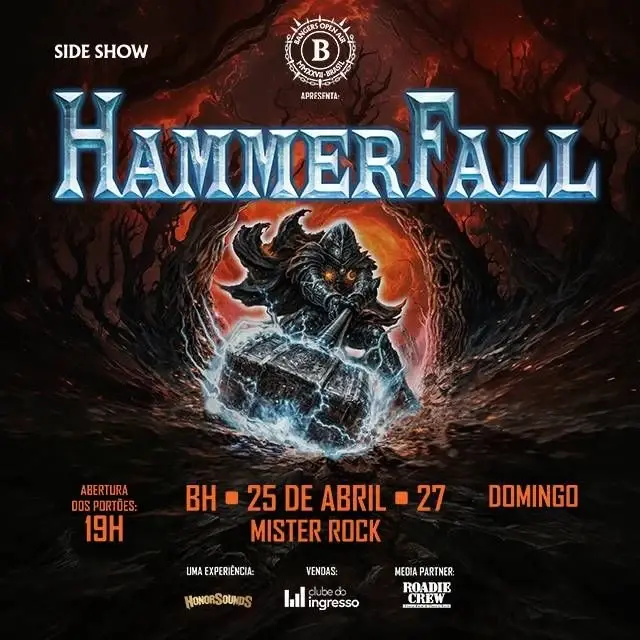 SIDE SHOW
BANGERS OPEN AIR
B
MMXXVII - BRASIL
APRESENTA:
HAMMERFALL
ABERTURA
DOS PORTÕES:
19H
BH • 25 DE ABRIL • 27
MISTER ROCK
DOMINGO
UMA EXPERIÊNCIA:
HONORSOUNDS
VENDAS:
clube do
ingresso
MEDIA PARTNER:
ROADIE
CREW